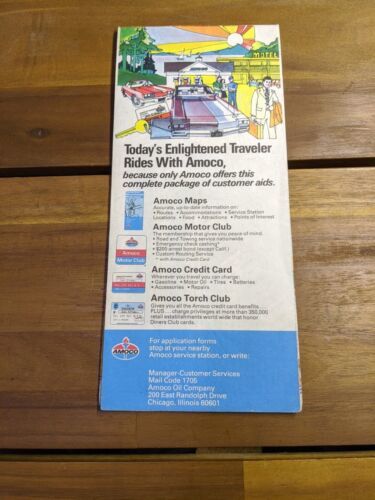 MOTEL
Today's Enlightened Traveler
Rides With Amoco,
because only Amoco offers this
complete package of customer aids.
Amoco Maps
Accurate, up-to-date information on:
• Routes • Accommodations • Service Station
Locations • Food • Attractions • Points of Interest
Amoco Motor Club
The membership that gives you peace of mind.
• Road and Towing service nationwide
• Emergency check cashing*
• $200 arrest bond (except Calif.)
• Custom Routing Service
* with Amoco Credit Card
Amoco
Motor Club
Amoco Credit Card
Wherever you travel you can charge:
• Gasoline • Motor Oil • Tires • Batteries
• Accessories • Repairs
Amoco Torch Club
Gives you all the Amoco credit card benefits
PLUS . . . charge privileges at more than 350,000
retail establishments world wide that honor
Diners Club cards.
AMOCO
For application forms
stop at your nearby
Amoco service station, or write:
Manager-Customer Services
Mail Code 1705
Amoco Oil Company
200 East Randolph Drive
Chicago, Illinois 60601